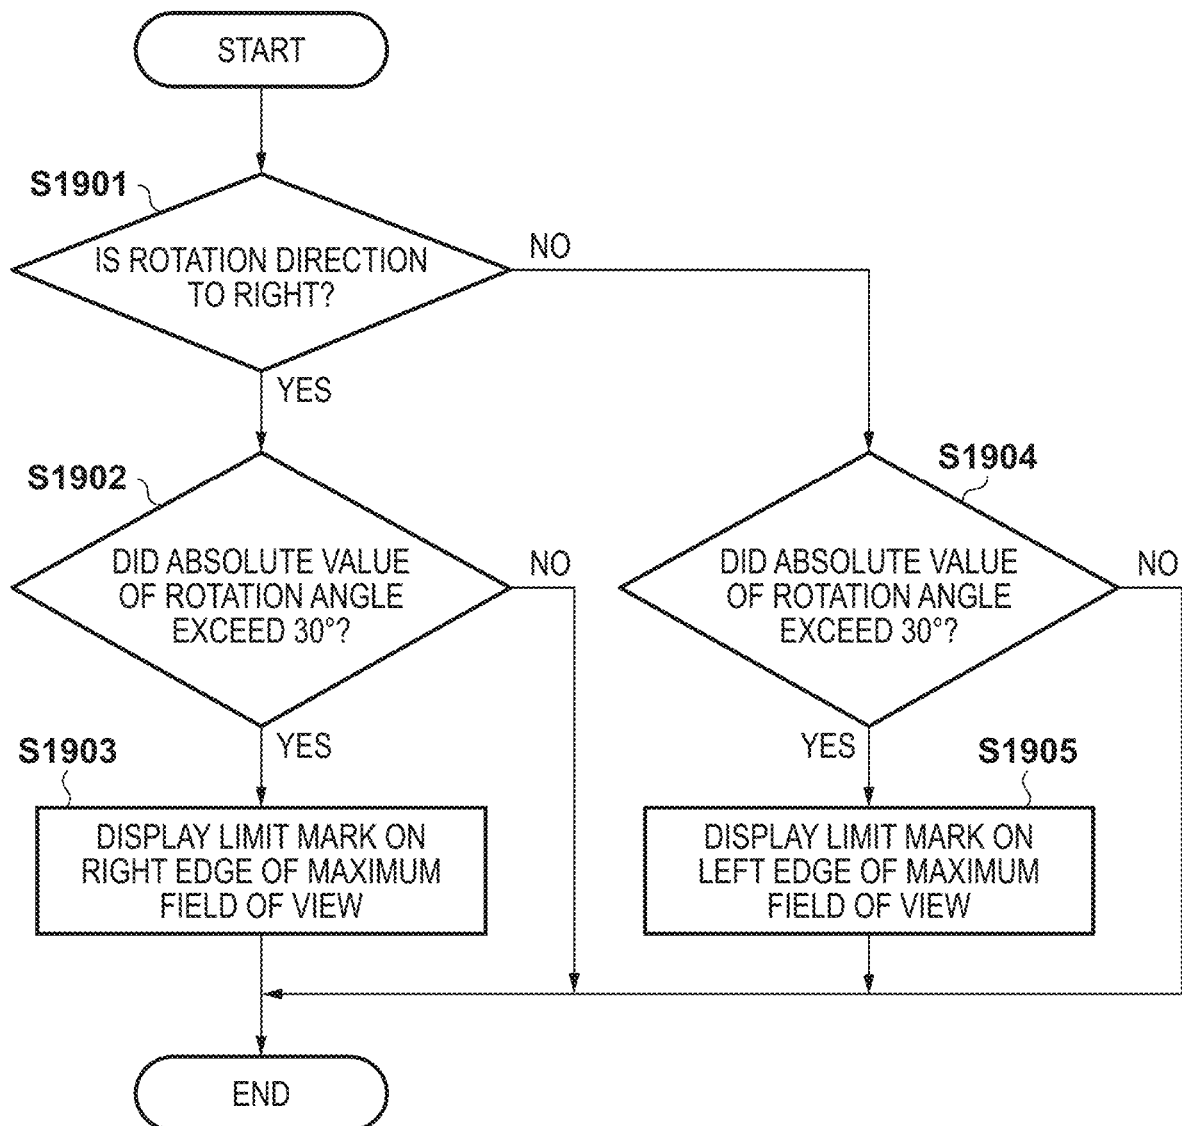 START
S1901
IS ROTATION DIRECTION
TO RIGHT?
NO
YES
S1902
DID ABSOLUTE VALUE
OF ROTATION ANGLE
EXCEED 30°?
NO
YES
S1904
DID ABSOLUTE VALUE
OF ROTATION ANGLE
EXCEED 30°?
NO
YES
S1903
DISPLAY LIMIT MARK ON
RIGHT EDGE OF MAXIMUM
FIELD OF VIEW
S1905
DISPLAY LIMIT MARK ON
LEFT EDGE OF MAXIMUM
FIELD OF VIEW
END